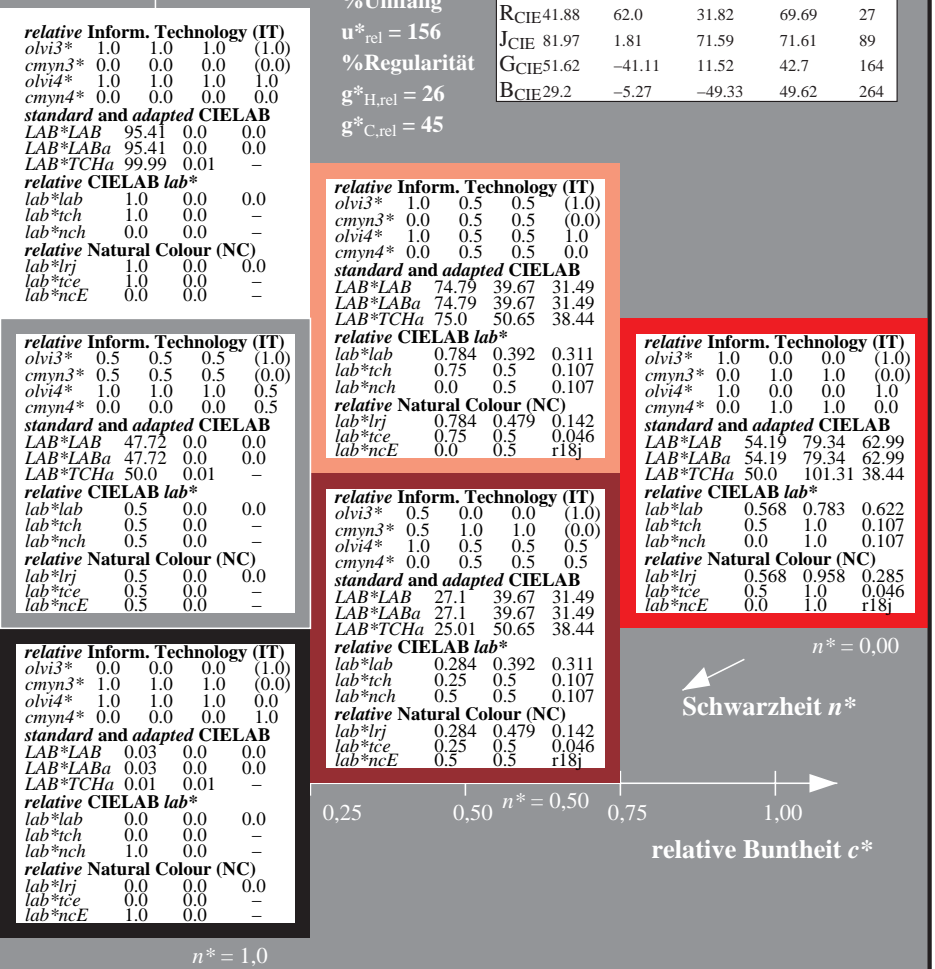 %Umfang
u*rel = 156
%Regularität
g*H,rel = 26
g*C,rel = 45
RCIE 41.88 62.0 31.82 69.69 27
JCIE 81.97 1.81 71.59 71.61 89
GCIE 51.62 −41.11 11.52 42.7 164
BCIE 29.2 −5.27 −49.33 49.62 264
relative Inform. Technology (IT)
olvi3* 1.0 1.0 1.0 (1.0)
cmyn3* 0.0 0.0 0.0 (0.0)
olvi4* 1.0 1.0 1.0 1.0
cmyn4* 0.0 0.0 0.0 0.0
standard and adapted CIELAB
LAB*LAB 95.41 0.0 0.0
LAB*LABa 95.41 0.0 0.0
LAB*TCHa 99.99 0.01 –
relative CIELAB lab*
lab*lab 1.0 0.0 0.0
lab*tch 1.0 0.0 –
lab*nch 0.0 0.0 –
relative Natural Colour (NC)
lab*lrj 1.0 0.0 0.0
lab*tce 1.0 0.0 –
lab*ncE 0.0 0.0 –
relative Inform. Technology (IT)
olvi3* 1.0 0.5 0.5 (1.0)
cmyn3* 0.0 0.5 0.5 (0.0)
olvi4* 1.0 0.5 0.5 1.0
cmyn4* 0.0 0.5 0.5 0.0
standard and adapted CIELAB
LAB*LAB 74.79 39.67 31.49
LAB*LABa 74.79 39.67 31.49
LAB*TCHa 75.0 50.65 38.44
relative CIELAB lab*
lab*lab 0.784 0.392 0.311
lab*tch 0.75 0.5 0.107
lab*nch 0.0 0.5 0.107
relative Natural Colour (NC)
lab*lrj 0.784 0.479 0.142
lab*tce 0.75 0.5 0.046
lab*ncE 0.0 0.5 r18j
relative Inform. Technology (IT)
olvi3* 0.5 0.5 0.5 (1.0)
cmyn3* 0.5 0.5 0.5 (0.0)
olvi4* 1.0 1.0 1.0 0.5
cmyn4* 0.0 0.0 0.0 0.5
standard and adapted CIELAB
LAB*LAB 47.72 0.0 0.0
LAB*LABa 47.72 0.0 0.0
LAB*TCHa 50.0 0.01 –
relative CIELAB lab*
lab*lab 0.5 0.0 0.0
lab*tch 0.5 0.0 –
lab*nch 0.5 0.0 –
relative Natural Colour (NC)
lab*lrj 0.5 0.0 0.0
lab*tce 0.5 0.0 –
lab*ncE 0.5 0.0 –
relative Inform. Technology (IT)
olvi3* 1.0 0.0 0.0 (1.0)
cmyn3* 0.0 1.0 1.0 (0.0)
olvi4* 1.0 0.0 0.0 1.0
cmyn4* 0.0 1.0 1.0 0.0
standard and adapted CIELAB
LAB*LAB 54.19 79.34 62.99
LAB*LABa 54.19 79.34 62.99
LAB*TCHa 50.0 101.31 38.44
relative CIELAB lab*
lab*lab 0.568 0.783 0.622
lab*tch 0.5 1.0 0.107
lab*nch 0.0 1.0 0.107
relative Natural Colour (NC)
lab*lrj 0.568 0.958 0.285
lab*tce 0.5 1.0 0.046
lab*ncE 0.0 1.0 r18j
relative Inform. Technology (IT)
olvi3* 0.5 0.0 0.0 (1.0)
cmyn3* 0.5 1.0 1.0 (0.0)
olvi4* 1.0 0.5 0.5 0.5
cmyn4* 0.0 0.5 0.5 0.5
standard and adapted CIELAB
LAB*LAB 27.1 39.67 31.49
LAB*LABa 27.1 39.67 31.49
LAB*TCHa 25.01 50.65 38.44
relative CIELAB lab*
lab*lab 0.284 0.392 0.311
lab*tch 0.25 0.5 0.107
lab*nch 0.5 0.5 0.107
relative Natural Colour (NC)
lab*lrj 0.284 0.479 0.142
lab*tce 0.25 0.5 0.046
lab*ncE 0.5 0.5 r18j
relative Inform. Technology (IT)
olvi3* 0.0 0.0 0.0 (1.0)
cmyn3* 1.0 1.0 1.0 (0.0)
olvi4* 1.0 1.0 1.0 0.0
cmyn4* 0.0 0.0 0.0 1.0
standard and adapted CIELAB
LAB*LAB 0.03 0.0 0.0
LAB*LABa 0.03 0.0 0.0
LAB*TCHa 0.01 0.01 –
relative CIELAB lab*
lab*lab 0.0 0.0 0.0
lab*tch 0.0 0.0 –
lab*nch 1.0 0.0 –
relative Natural Colour (NC)
lab*lrj 0.0 0.0 0.0
lab*tce 0.0 0.0 –
lab*ncE 1.0 0.0 –
n* = 0,00
Schwarzheit n*
0,25 0,50 n* = 0,50 0,75 1,00
relative Buntheit c*
n* = 1,0